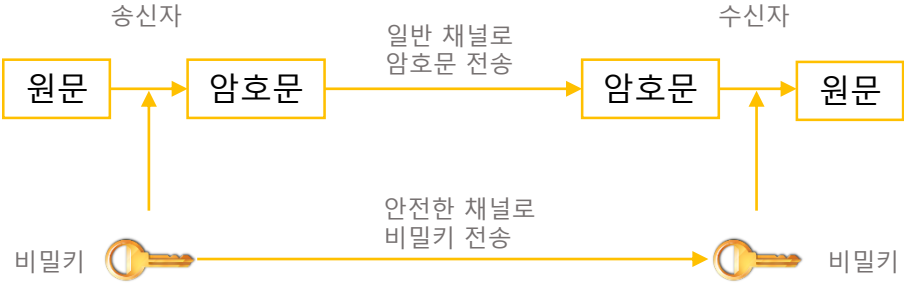 송신자
수신자
일반 채널로
암호문 전송
원문
암호문
암호문
원문
안전한 채널로
비밀키 전송
비밀키
비밀키